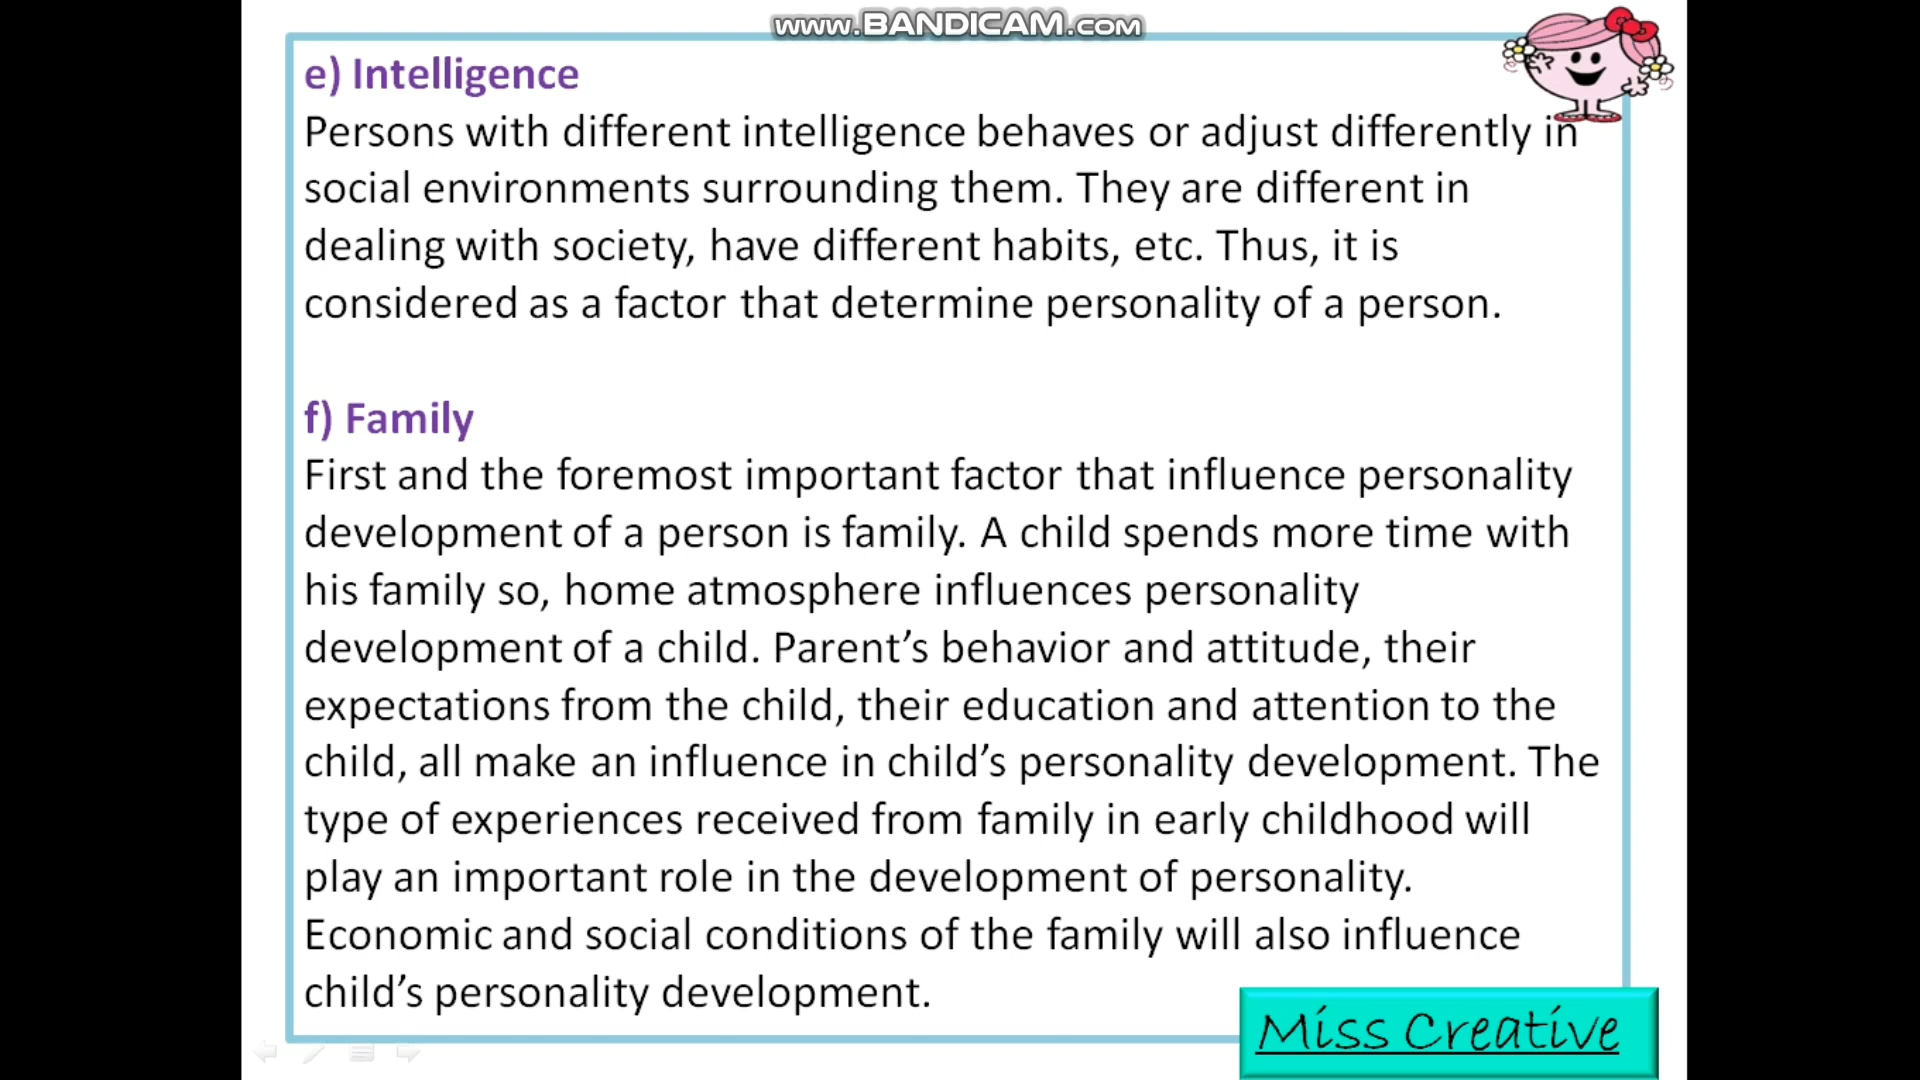 www.BANDICAM.com
e) Intelligence
Persons with different intelligence behaves or adjust differently in
social environments surrounding them. They are different in
dealing with society, have different habits, etc. Thus, it is
considered as a factor that determine personality of a person.
f) Family
First and the foremost important factor that influence personality
development of a person is family. A child spends more time with
his family so, home atmosphere influences personality
development of a child. Parent’s behavior and attitude, their
expectations from the child, their education and attention to the
child, all make an influence in child’s personality development. The
type of experiences received from family in early childhood will
play an important role in the development of personality.
Economic and social conditions of the family will also influence
child’s personality development.
Miss Creative